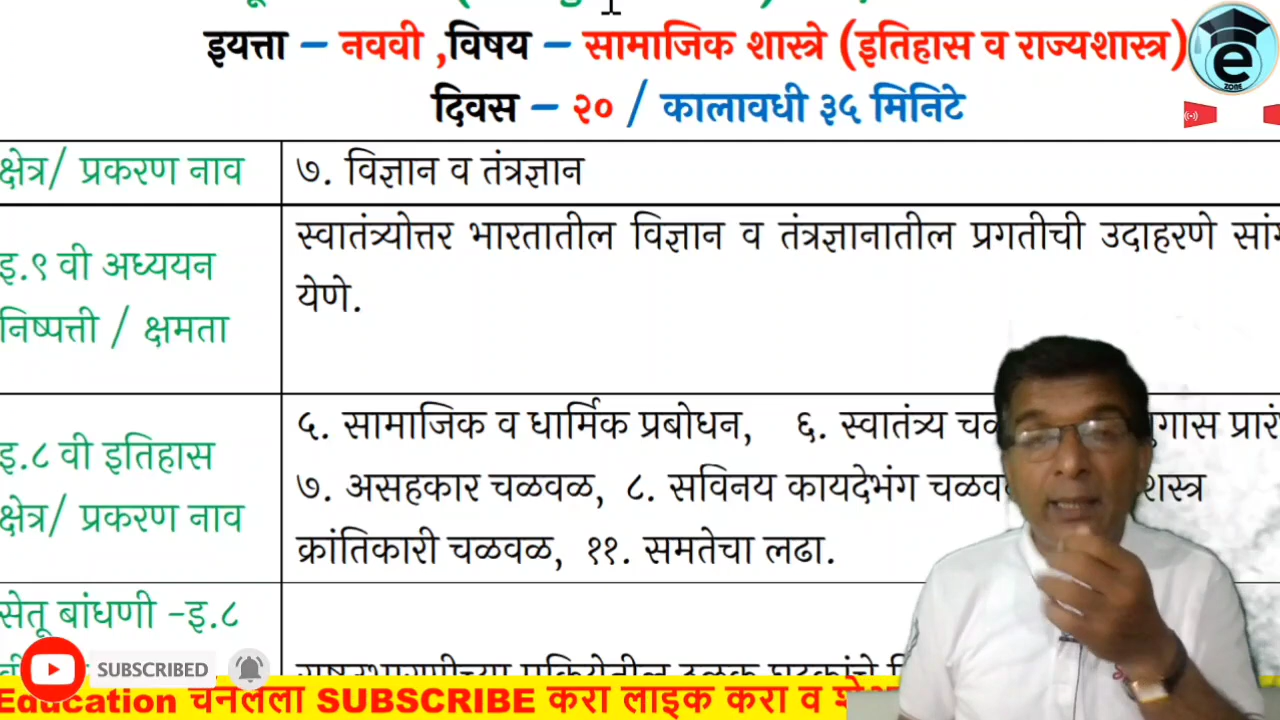 इयत्ता – नववी ,विषय – सामाजिक शास्त्रे (इतिहास व राज्यशास्त्र)
e
ZOBE
दिवस – २० / कालावधी ३५ मिनिटे
क्षेत्र/ प्रकरण नाव
७. विज्ञान व तंत्रज्ञान
इ.९ वी अध्ययन
निष्पत्ती / क्षमता
स्वातंत्र्योत्तर भारतातील विज्ञान व तंत्रज्ञानातील प्रगतीची उदाहरणे
येणे.
इ.८ वी इतिहास
क्षेत्र/ प्रकरण नाव
५. सामाजिक व धार्मिक प्रबोधन, ६. स्वातंत्र्य
७. असहकार चळवळ, ८. सविनय कायदेभंग
क्रांतिकारी चळवळ, ११. समतेचा लढा.
सेतू बांधणी -इ.८
SUBSCRIBED
Education चनलला SUBSCRIBE करा लाइक करा व